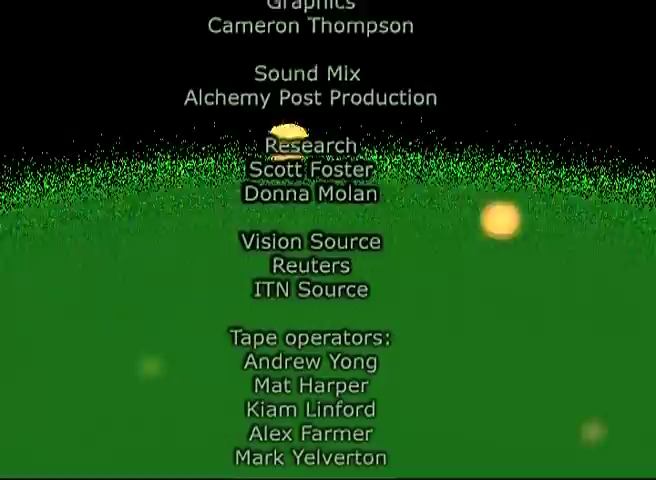 Graphics
Cameron Thompson
Sound Mix
Alchemy Post Production
Research
Scott Foster
Donna Molan
Vision Source
Reuters
ITN Source
Tape operators:
Andrew Yong
Mat Harper
Kiam Linford
Alex Farmer
Mark Yelverton